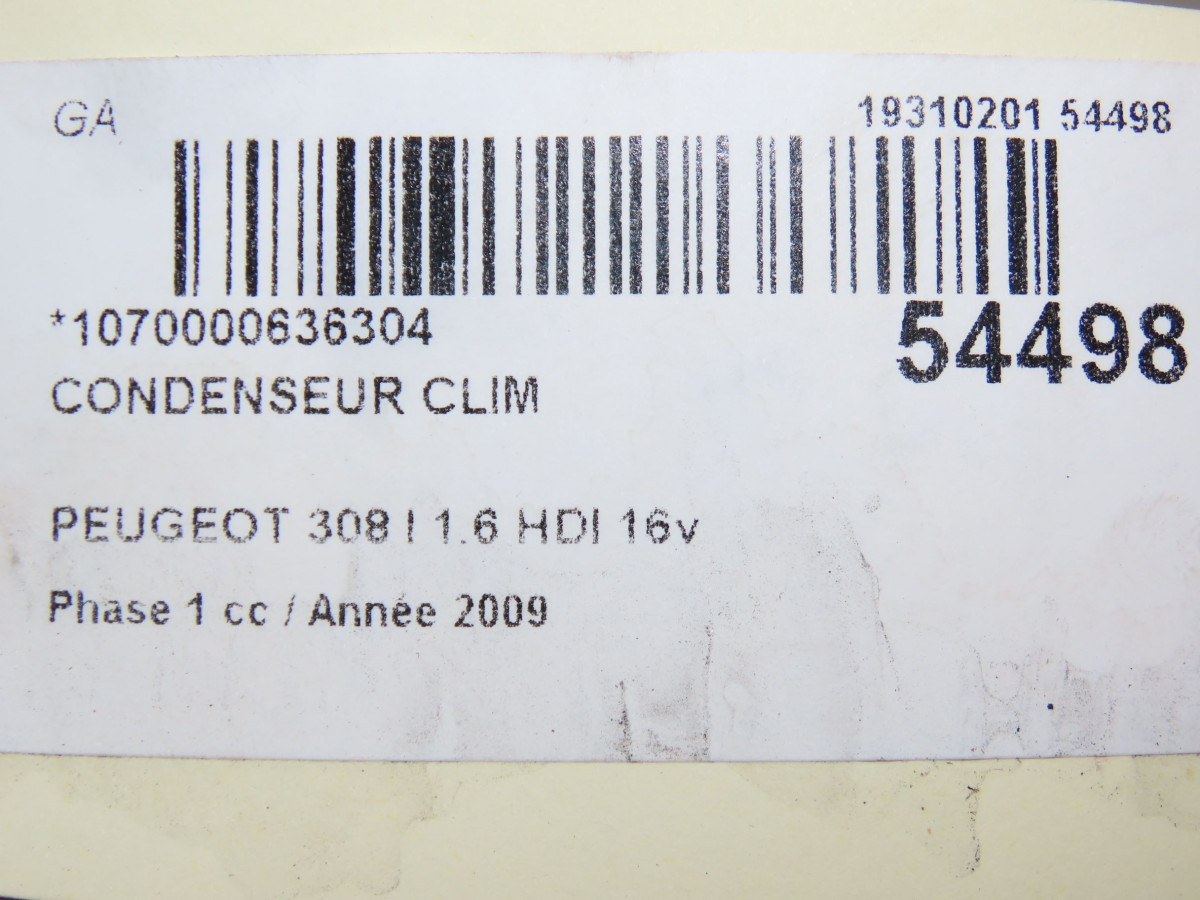 GA
19310201 54498
*1070000636304
54498
CONDENSEUR CLIM
PEUGEOT 308 I 1.6 HDI 16v
Phase 1 cc / Année 2009